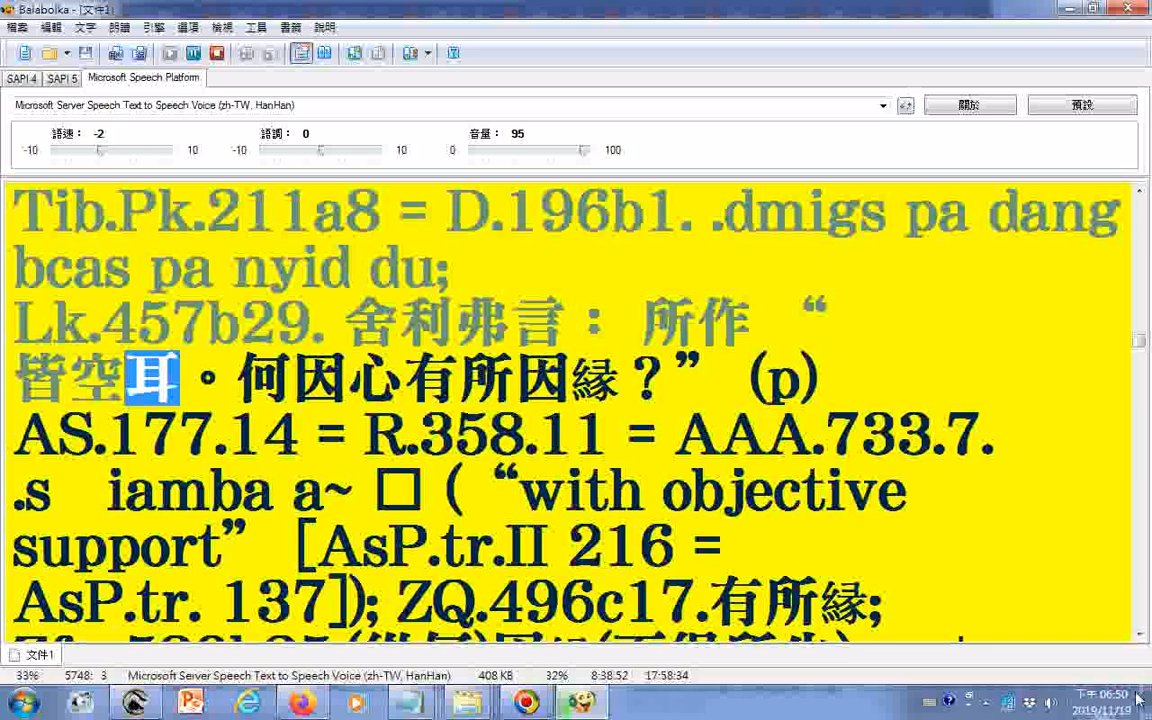 Balabolka - [文件1]
檔案 編輯 文字 朗讀 引擎 選項 檢視 工具 書籤 說明
SAPI 4 SAPI 5 Microsoft Speech Platform
Microsoft Server Speech Text to Speech Voice (zh-TW, HanHan) 關於 預設
語速： -2 語調： 0 音量： 95
-10 10 -10 10 0 100
Tib.Pk.211a8 = D.196b1. .dmigs pa dang
bcas pa nyid du;
Lk.457b29. 舍利弗言： 所作 “
皆空耳。何因心有所因縁？” (p)
AS.177.14 = R.358.11 = AAA.733.7.
.s iamba a~ □ (“with objective
support” [AsP.tr.II 216 =
AsP.tr. 137]); ZQ.496c17.有所縁;
文件1
33% 5748: 3 Microsoft Server Speech Text to Speech Voice (zh-TW, HanHan) 408 KB 32% 8:38:52 17:58:34
下午 06:50
2019/11/19